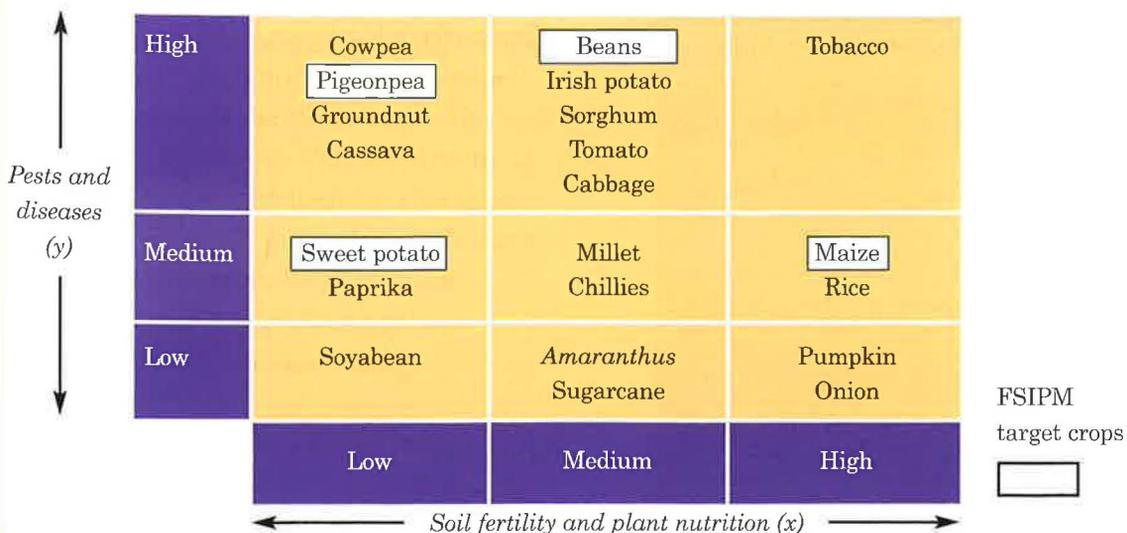 High
Cowpea
Pigeonpea
Groundnut
Cassava
Beans
Irish potato
Sorghum
Tomato
Cabbage
Tobacco
Pests and
diseases
(y)
Medium
Sweet potato
Paprika
Millet
Chillies
Maize
Rice
Low
Soyabean
Amaranthus
Sugarcane
Pumpkin
Onion
FSIPM
target crops
Low
Medium
High
Soil fertility and plant nutrition (x)